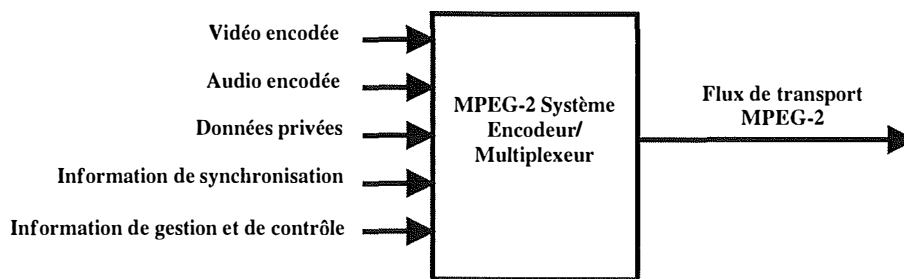 Vidéo encodée
Audio encodée
Données privées
Information de synchronisation
Information de gestion et de contrôle
MPEG-2 Système
Encodeur/
Multiplexeur
Flux de transport
MPEG-2